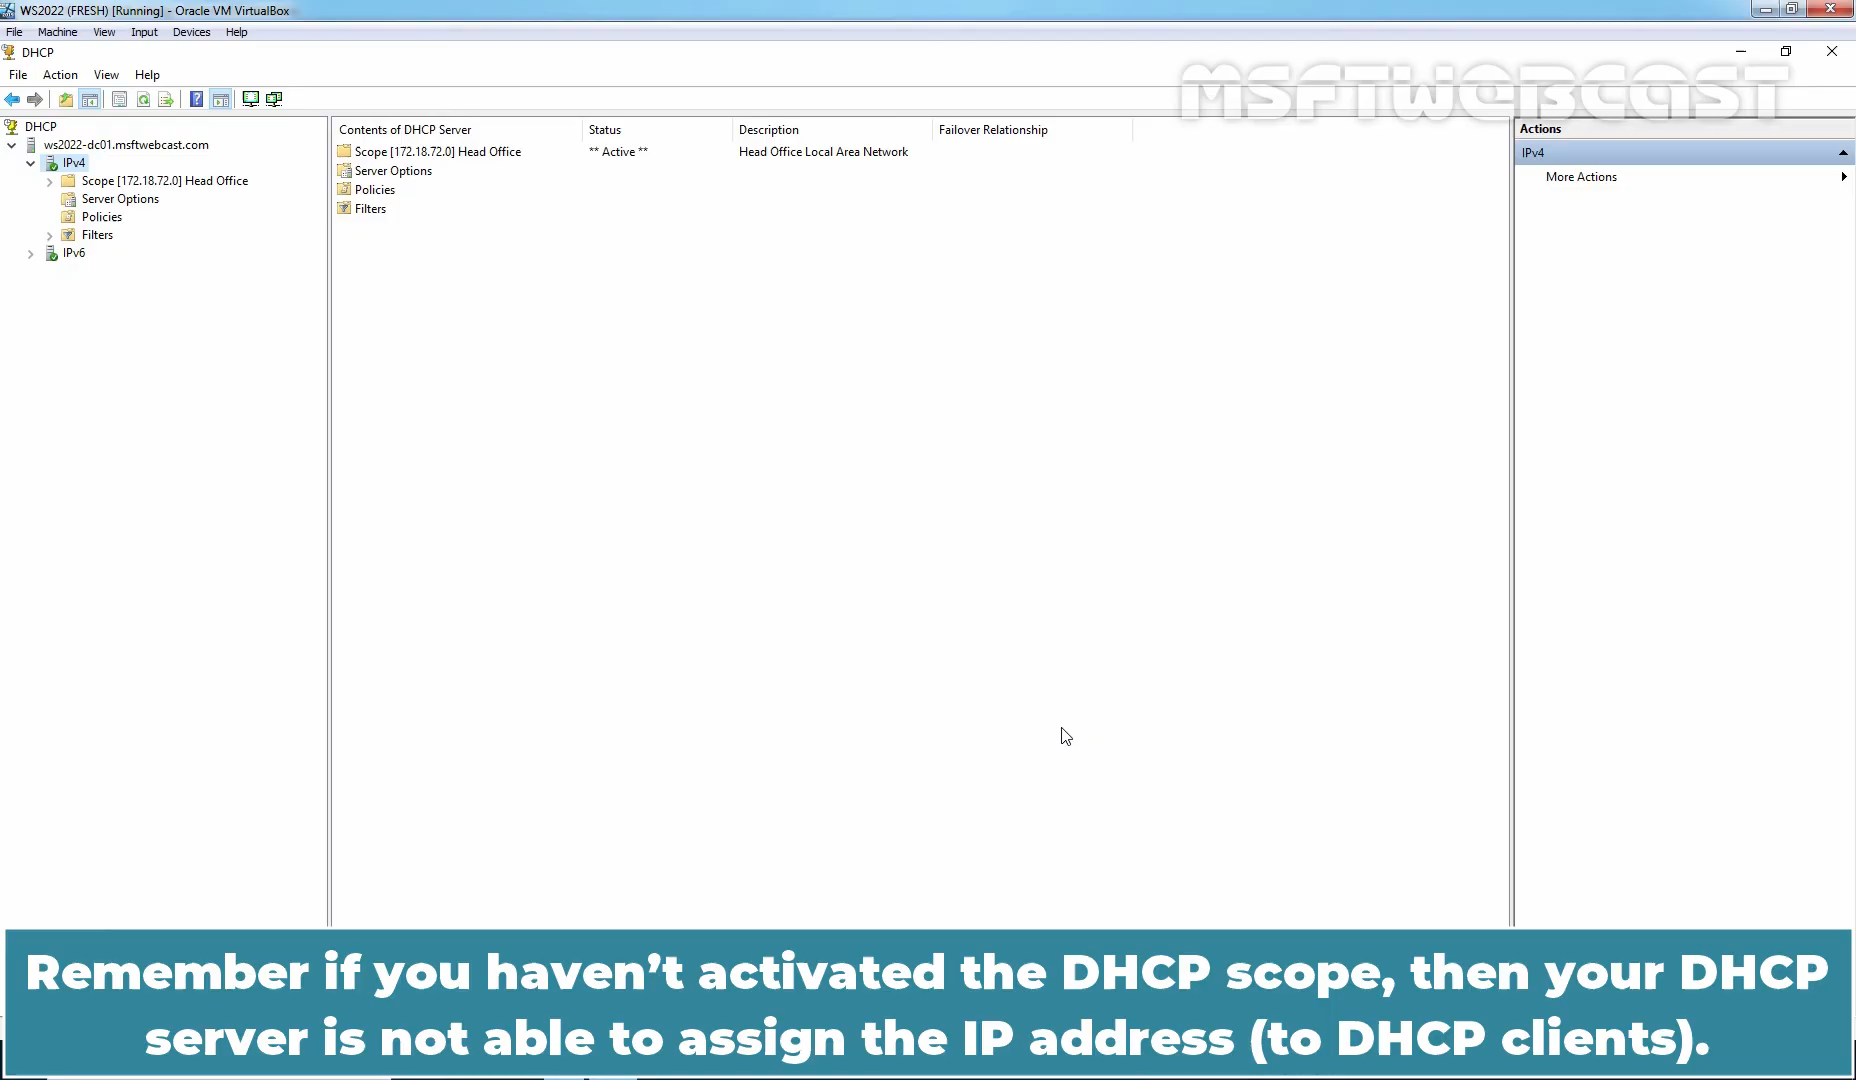 WS2022 (FRESH) [Running] - Oracle VM VirtualBox
File Machine View Input Devices Help
DHCP
File Action View Help
MSFTWEBCAST
DHCP
ws2022-dc01.msftwebcast.com
IPv4
Scope [172.18.72.0] Head Office
Server Options
Policies
Filters
IPv6
Contents of DHCP Server Status Description Failover Relationship
Scope [172.18.72.0] Head Office ** Active ** Head Office Local Area Network
Server Options
Policies
Filters
Actions
IPv4
More Actions
Remember if you haven’t activated the DHCP scope, then your DHCP
server is not able to assign the IP address (to DHCP clients).